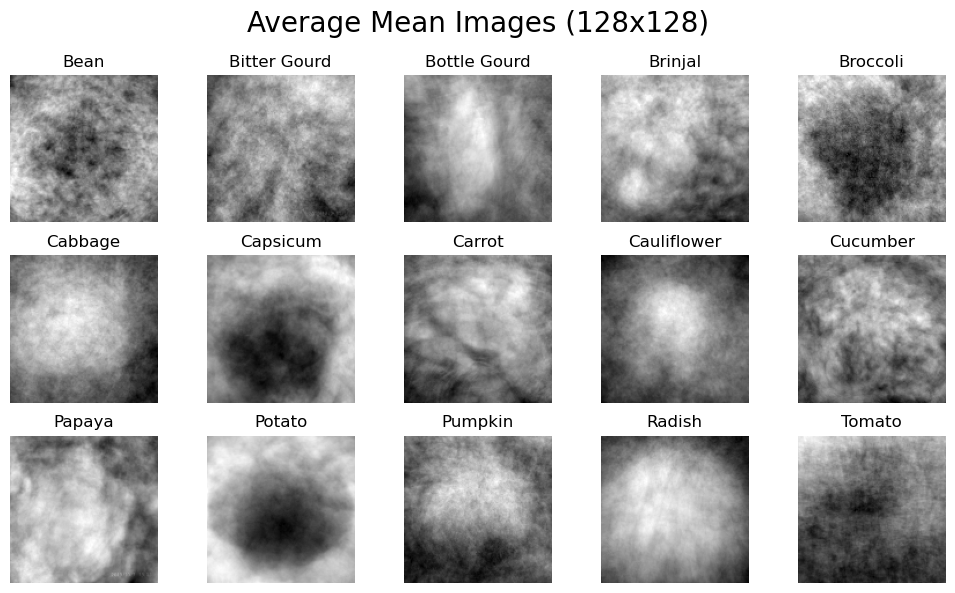 Average Mean Images (128x128)
Bean Bitter Gourd Bottle Gourd Brinjal Broccoli
Cabbage Capsicum Carrot Cauliflower Cucumber
Papaya Potato Pumpkin Radish Tomato